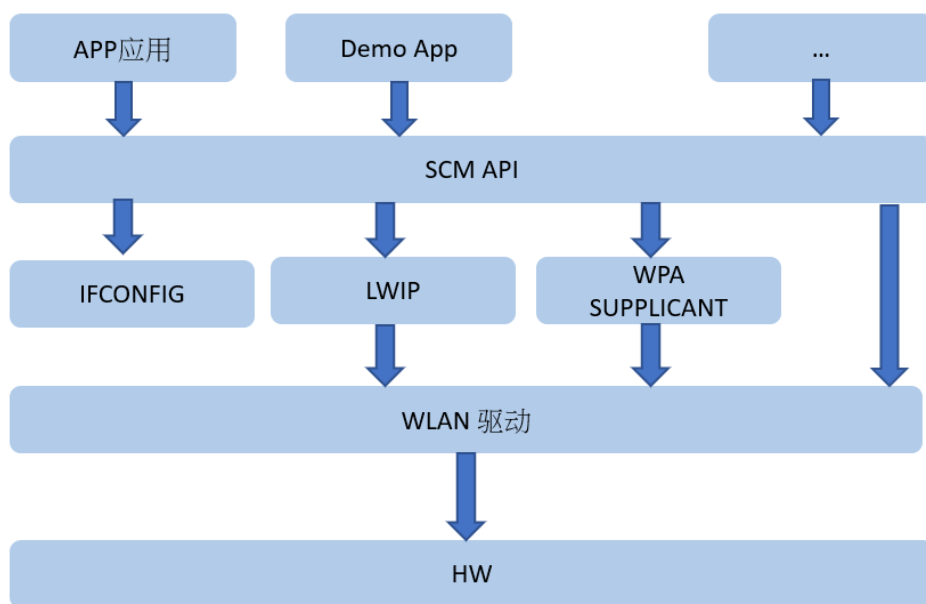 APP应用
Demo App
...
SCM API
IFCONFIG
LWIP
WPA
SUPPLICANT
WLAN 驱动
HW